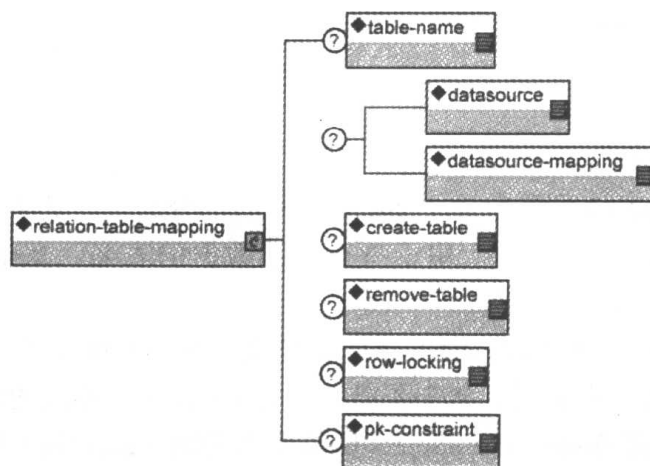 table-name
?
datasource
?
datasource-mapping
relation-table-mapping
?
create-table
?
remove-table
?
row-locking
?
pk-constraint
?